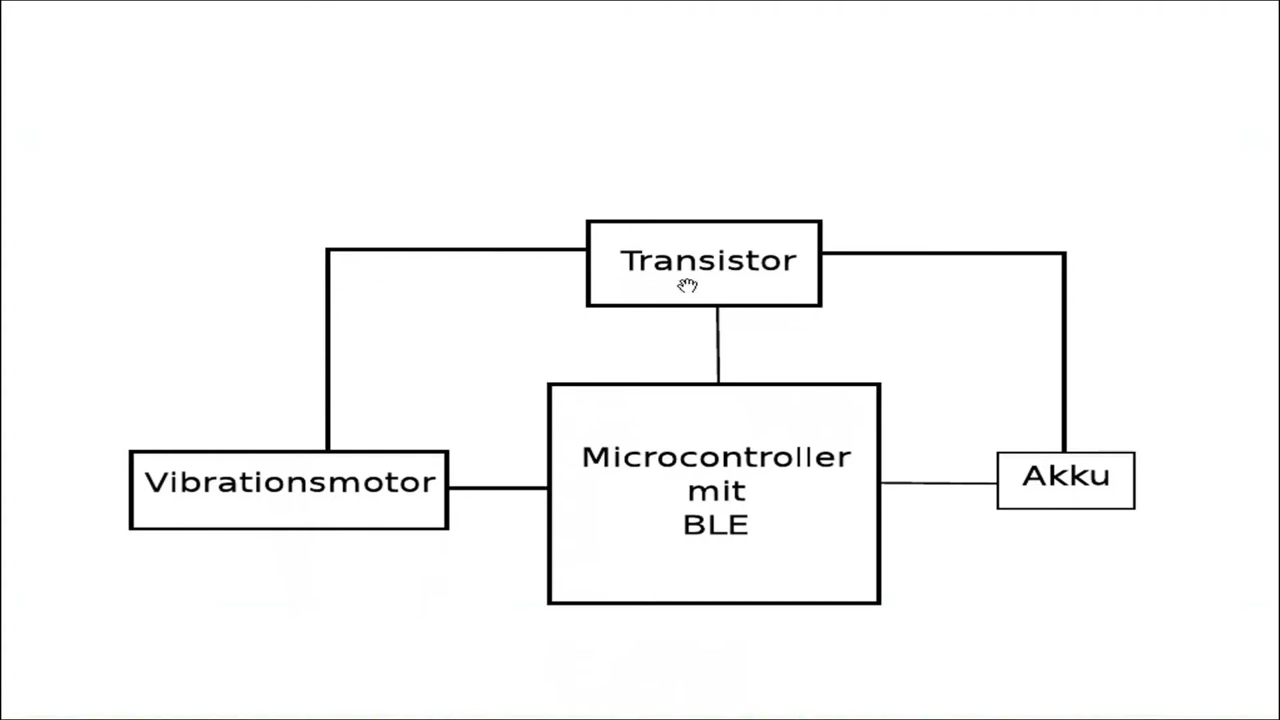 Transistor
Vibrationsmotor
Microcontroller
mit
BLE
Akku